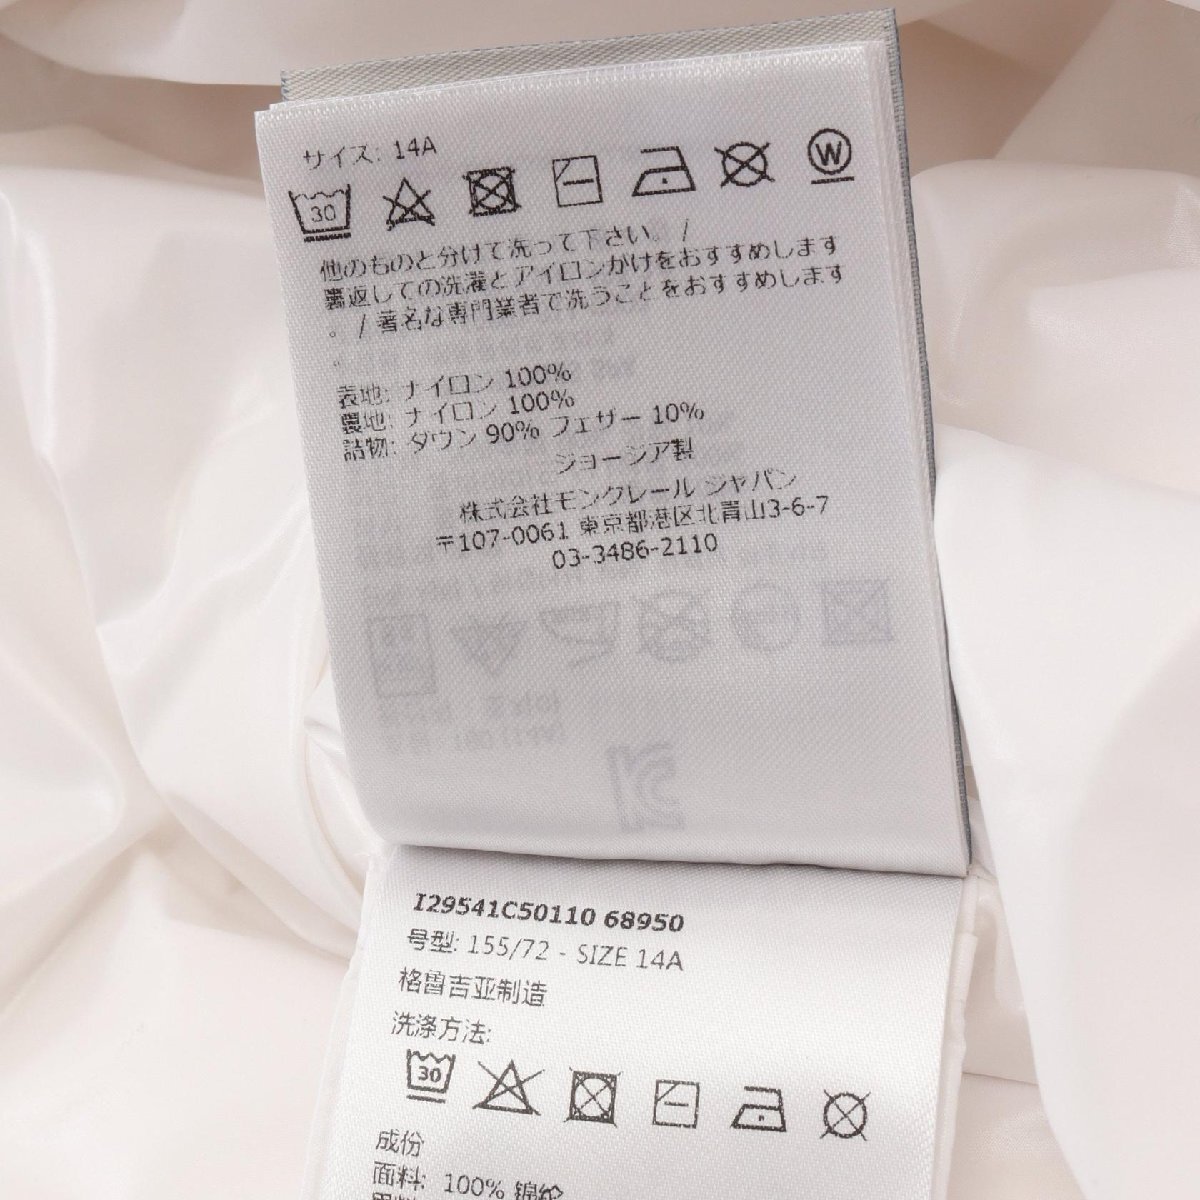 サイズ: 14A
30
W
他のものと分けて洗って下さい。 /
裏返しての洗濯とアイロンかけをおすすめします
。 / 著名な専門業者で洗うことをおすすめします
。
表地: ナイロン 100%
裏地: ナイロン 100%
詰物: ダウン 90% フェザー 10%
ジョージア製
株式会社モンクレール ジャパン
〒107-0061 東京都港区北青山3-6-7
03-3486-2110
I29541C50110 68950
号型: 155/72 - SIZE 14A
格鲁吉亚制造
洗涤方法:
30
成份
面料: 100% 锦纶